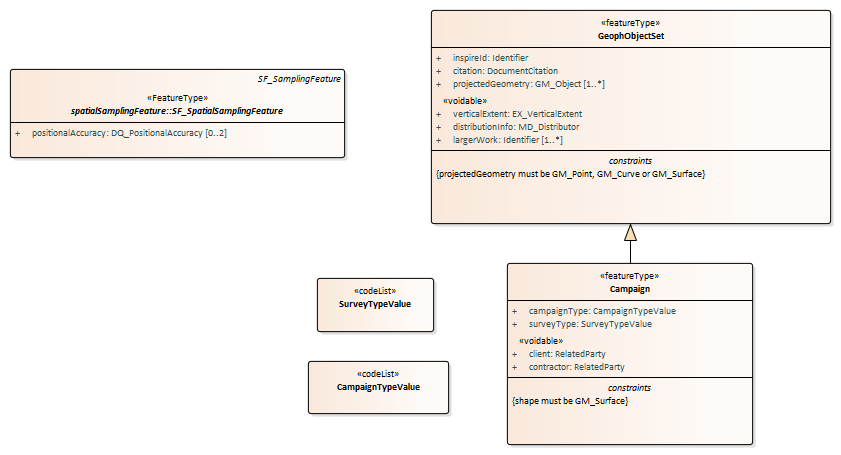 SF_SamplingFeature
«FeatureType»
spatialSamplingFeature::SF_SpatialSamplingFeature
+ positionalAccuracy: DQ_PositionalAccuracy [0..2]
«featureType»
GeophObjectSet
+ inspireId: Identifier
+ citation: DocumentCitation
+ projectedGeometry: GM_Object [1..*]
«voidable»
+ verticalExtent: EX_VerticalExtent
+ distributionInfo: MD_Distributor
+ largerWork: Identifier [1..*]
constraints
{projectedGeometry must be GM_Point, GM_Curve or GM_Surface}
«codeList»
SurveyTypeValue
«codeList»
CampaignTypeValue
«featureType»
Campaign
+ campaignType: CampaignTypeValue
+ surveyType: SurveyTypeValue
«voidable»
+ client: RelatedParty
+ contractor: RelatedParty
constraints
{shape must be GM_Surface}